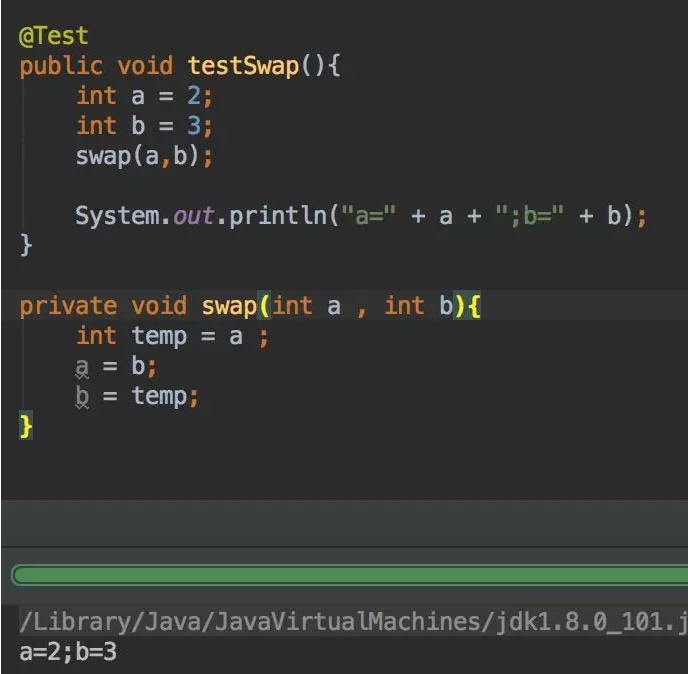 @Test
public void testSwap(){
int a = 2;
int b = 3;
swap(a,b);
System.out.println("a=" + a + ";b=" + b);
}
private void swap(int a , int b){
int temp = a ;
a = b;
b = temp;
}
/Library/Java/JavaVirtualMachines/jdk1.8.0_101.j
a=2;b=3